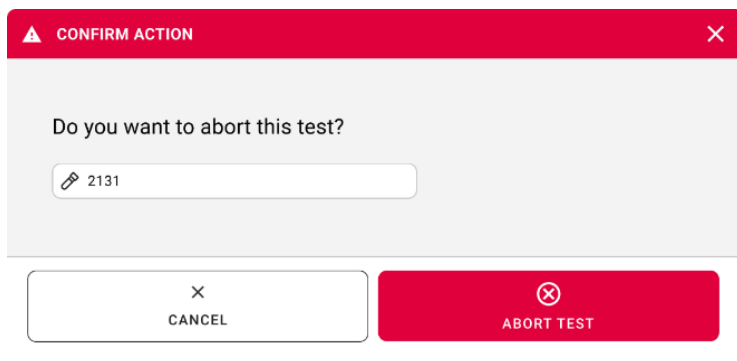 CONFIRM ACTION
Do you want to abort this test?
2131
CANCEL
ABORT TEST